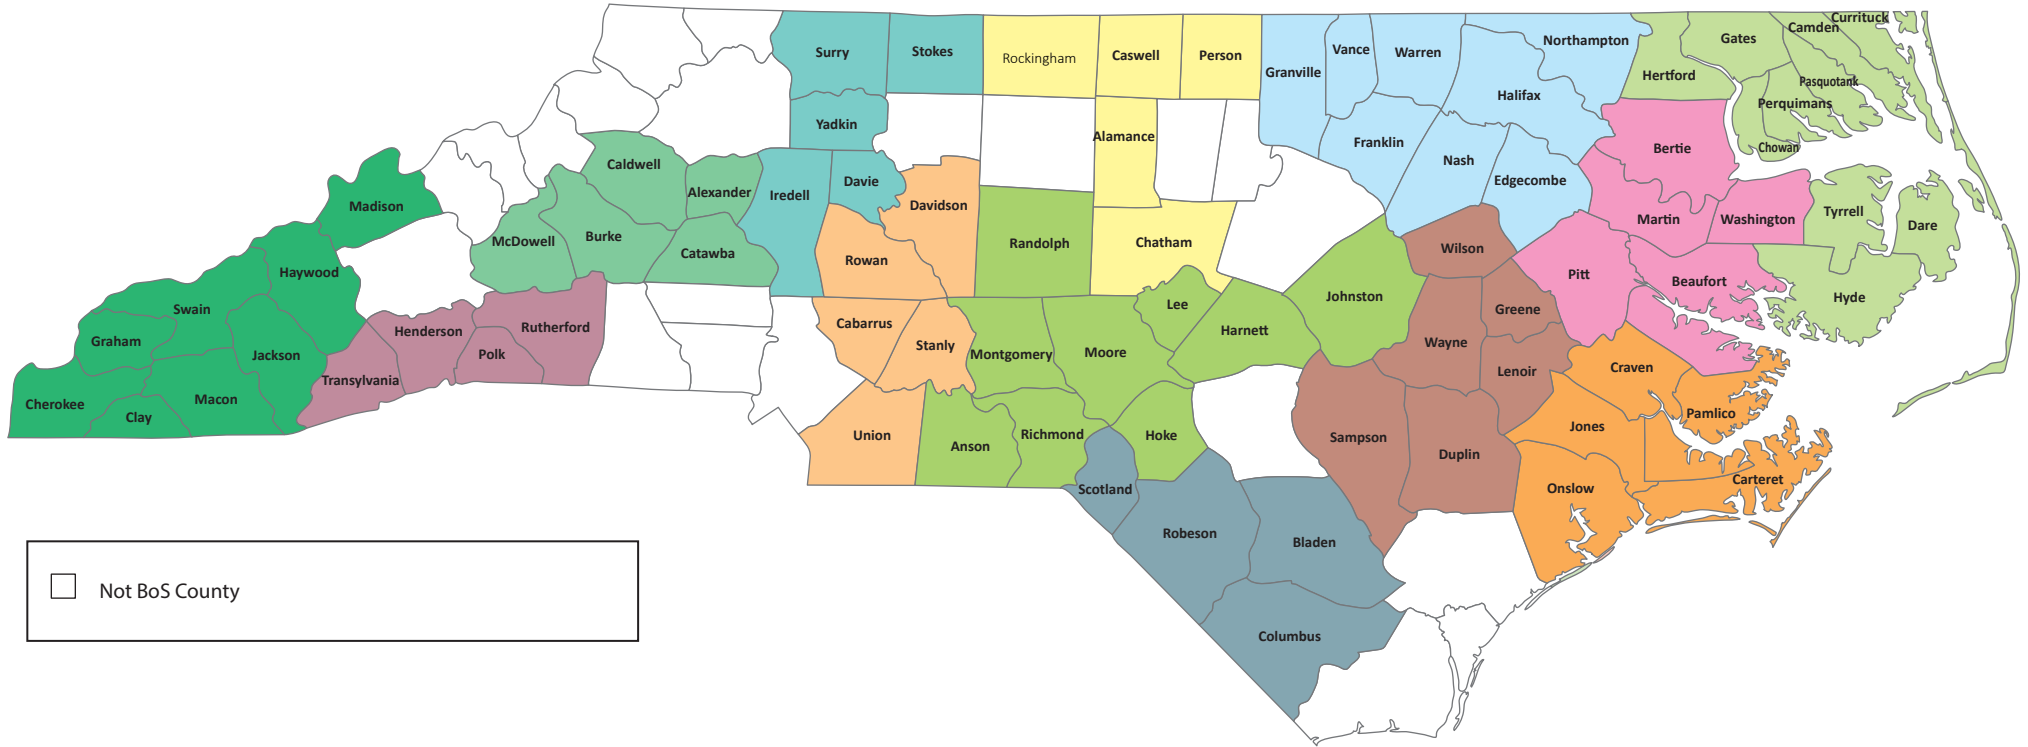 Surry
Stokes
Rockingham
Caswell
Person
Granville
Vance
Warren
Northampton
Halifax
Hertford
Gates
Camden
Currituck
Pasquotank
Perquimans
Chowan
Yadkin
Alamance
Franklin
Nash
Edgecombe
Bertie
Caldwell
Alexander
Iredell
Davie
Davidson
Madison
McDowell
Burke
Catawba
Rowan
Randolph
Chatham
Wilson
Martin
Washington
Tyrrell
Dare
Haywood
Swain
Graham
Jackson
Cherokee
Clay
Macon
Transylvania
Henderson
Polk
Rutherford
Cabarrus
Stanly
Montgomery
Moore
Lee
Harnett
Johnston
Wayne
Greene
Lenoir
Pitt
Beaufort
Hyde
Craven
Pamlico
Jones
Carteret
Onslow
Union
Anson
Richmond
Hoke
Scotland
Sampson
Duplin
Robeson
Bladen
Columbus
Not BoS County